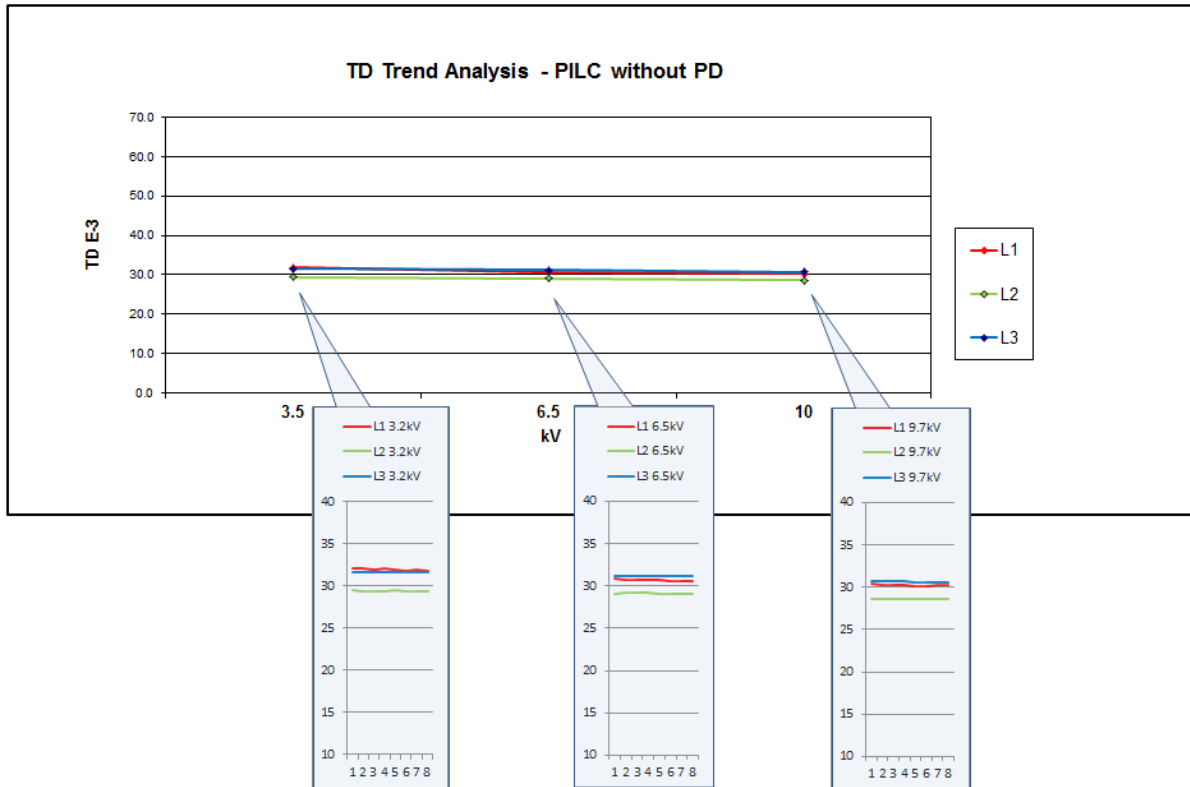 TD Trend Analysis - PILC without PD
70.0
60.0
50.0
40.0
30.0
20.0
10.0
0.0
TD E-3
3.5
6.5
10
kV
L1
L2
L3
L1 3.2kV
L2 3.2kV
L3 3.2kV
40
35
30
25
20
15
10
1 2 3 4 5 6 7 8
L1 6.5kV
L2 6.5kV
L3 6.5kV
40
35
30
25
20
15
10
1 2 3 4 5 6 7 8
L1 9.7kV
L2 9.7kV
L3 9.7kV
40
35
30
25
20
15
10
1 2 3 4 5 6 7 8